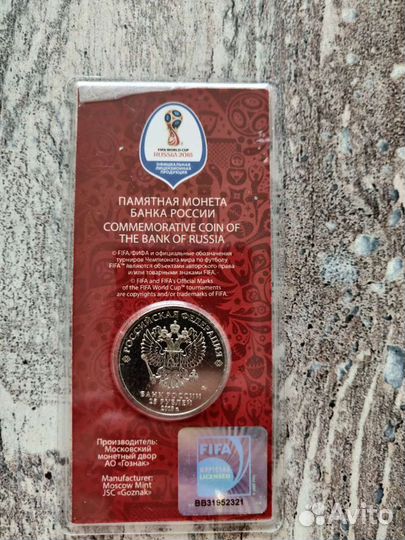 FIFA WORLD CUP
RUSSIA 2018
ОФИЦИАЛЬНАЯ
ЛИЦЕНЗИОННАЯ
ПРОДУКЦИЯ
ПАМЯТНАЯ МОНЕТА
БАНКА РОССИИ
COMMEMORATIVE COIN OF
THE BANK OF RUSSIA
© FIFA/ФИФА и официальные обозначения
турниров Чемпионата мира по футболу
FIFA™ являются объектами авторского права
и/или товарными знаками FIFA.
© FIFA and FIFA's Official Marks
of the FIFA World Cup™ tournaments
are copyrights and/or trademarks of FIFA.
РОССИЙСКАЯ ФЕДЕРАЦИЯ
БАНК РОССИИ
25 РУБЛЕЙ
2018 г.
Производитель:
Московский
монетный двор
АО «Гознак»
Manufacturer:
Moscow Mint
JSC «Goznak»
FIFA
OFFICIAL
LICENSED
BB31952321
Avito